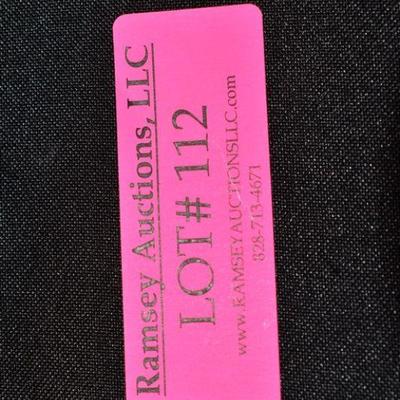 Ramsey Auctions, LLC
LOT# 112
www.RAMSEYAUCTIONSLLC.com
828-713-4671